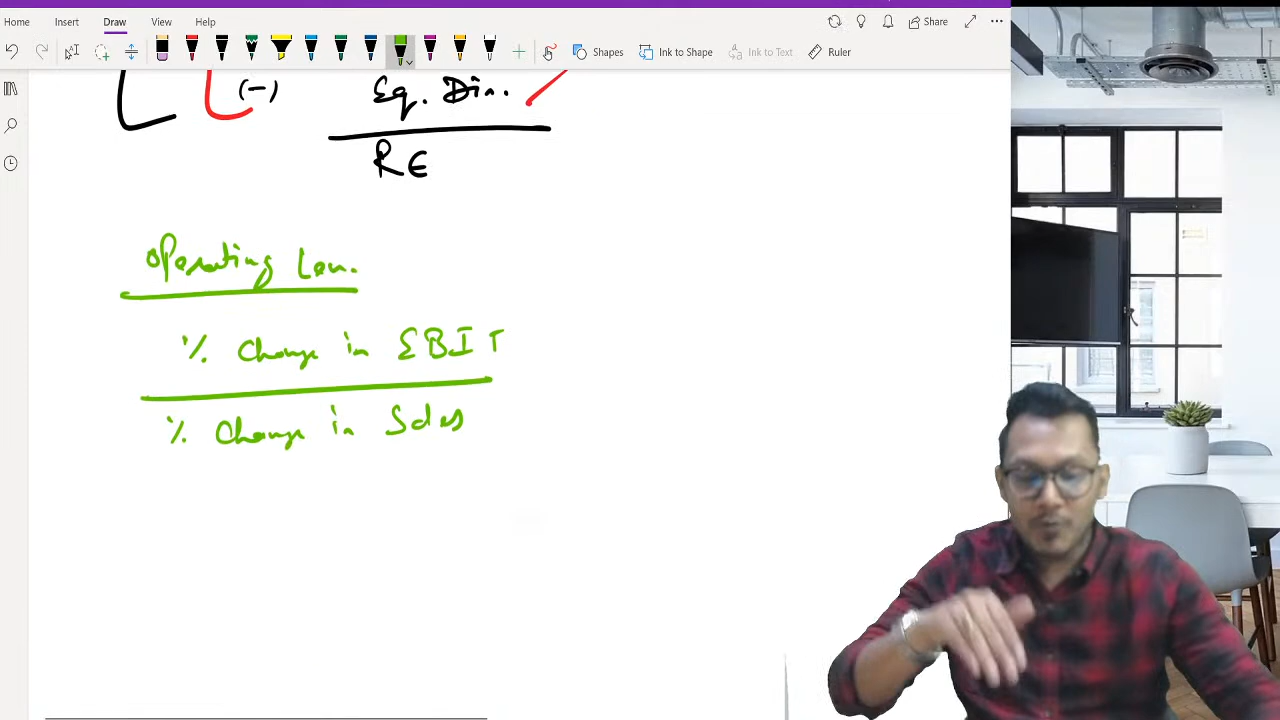 Home Insert Draw View Help Share
Shapes Ink to Shape Ink to Text Ruler
(-) Eq. Div.
RE
Operating Lev.
% Change in EBIT
% Change in Sales